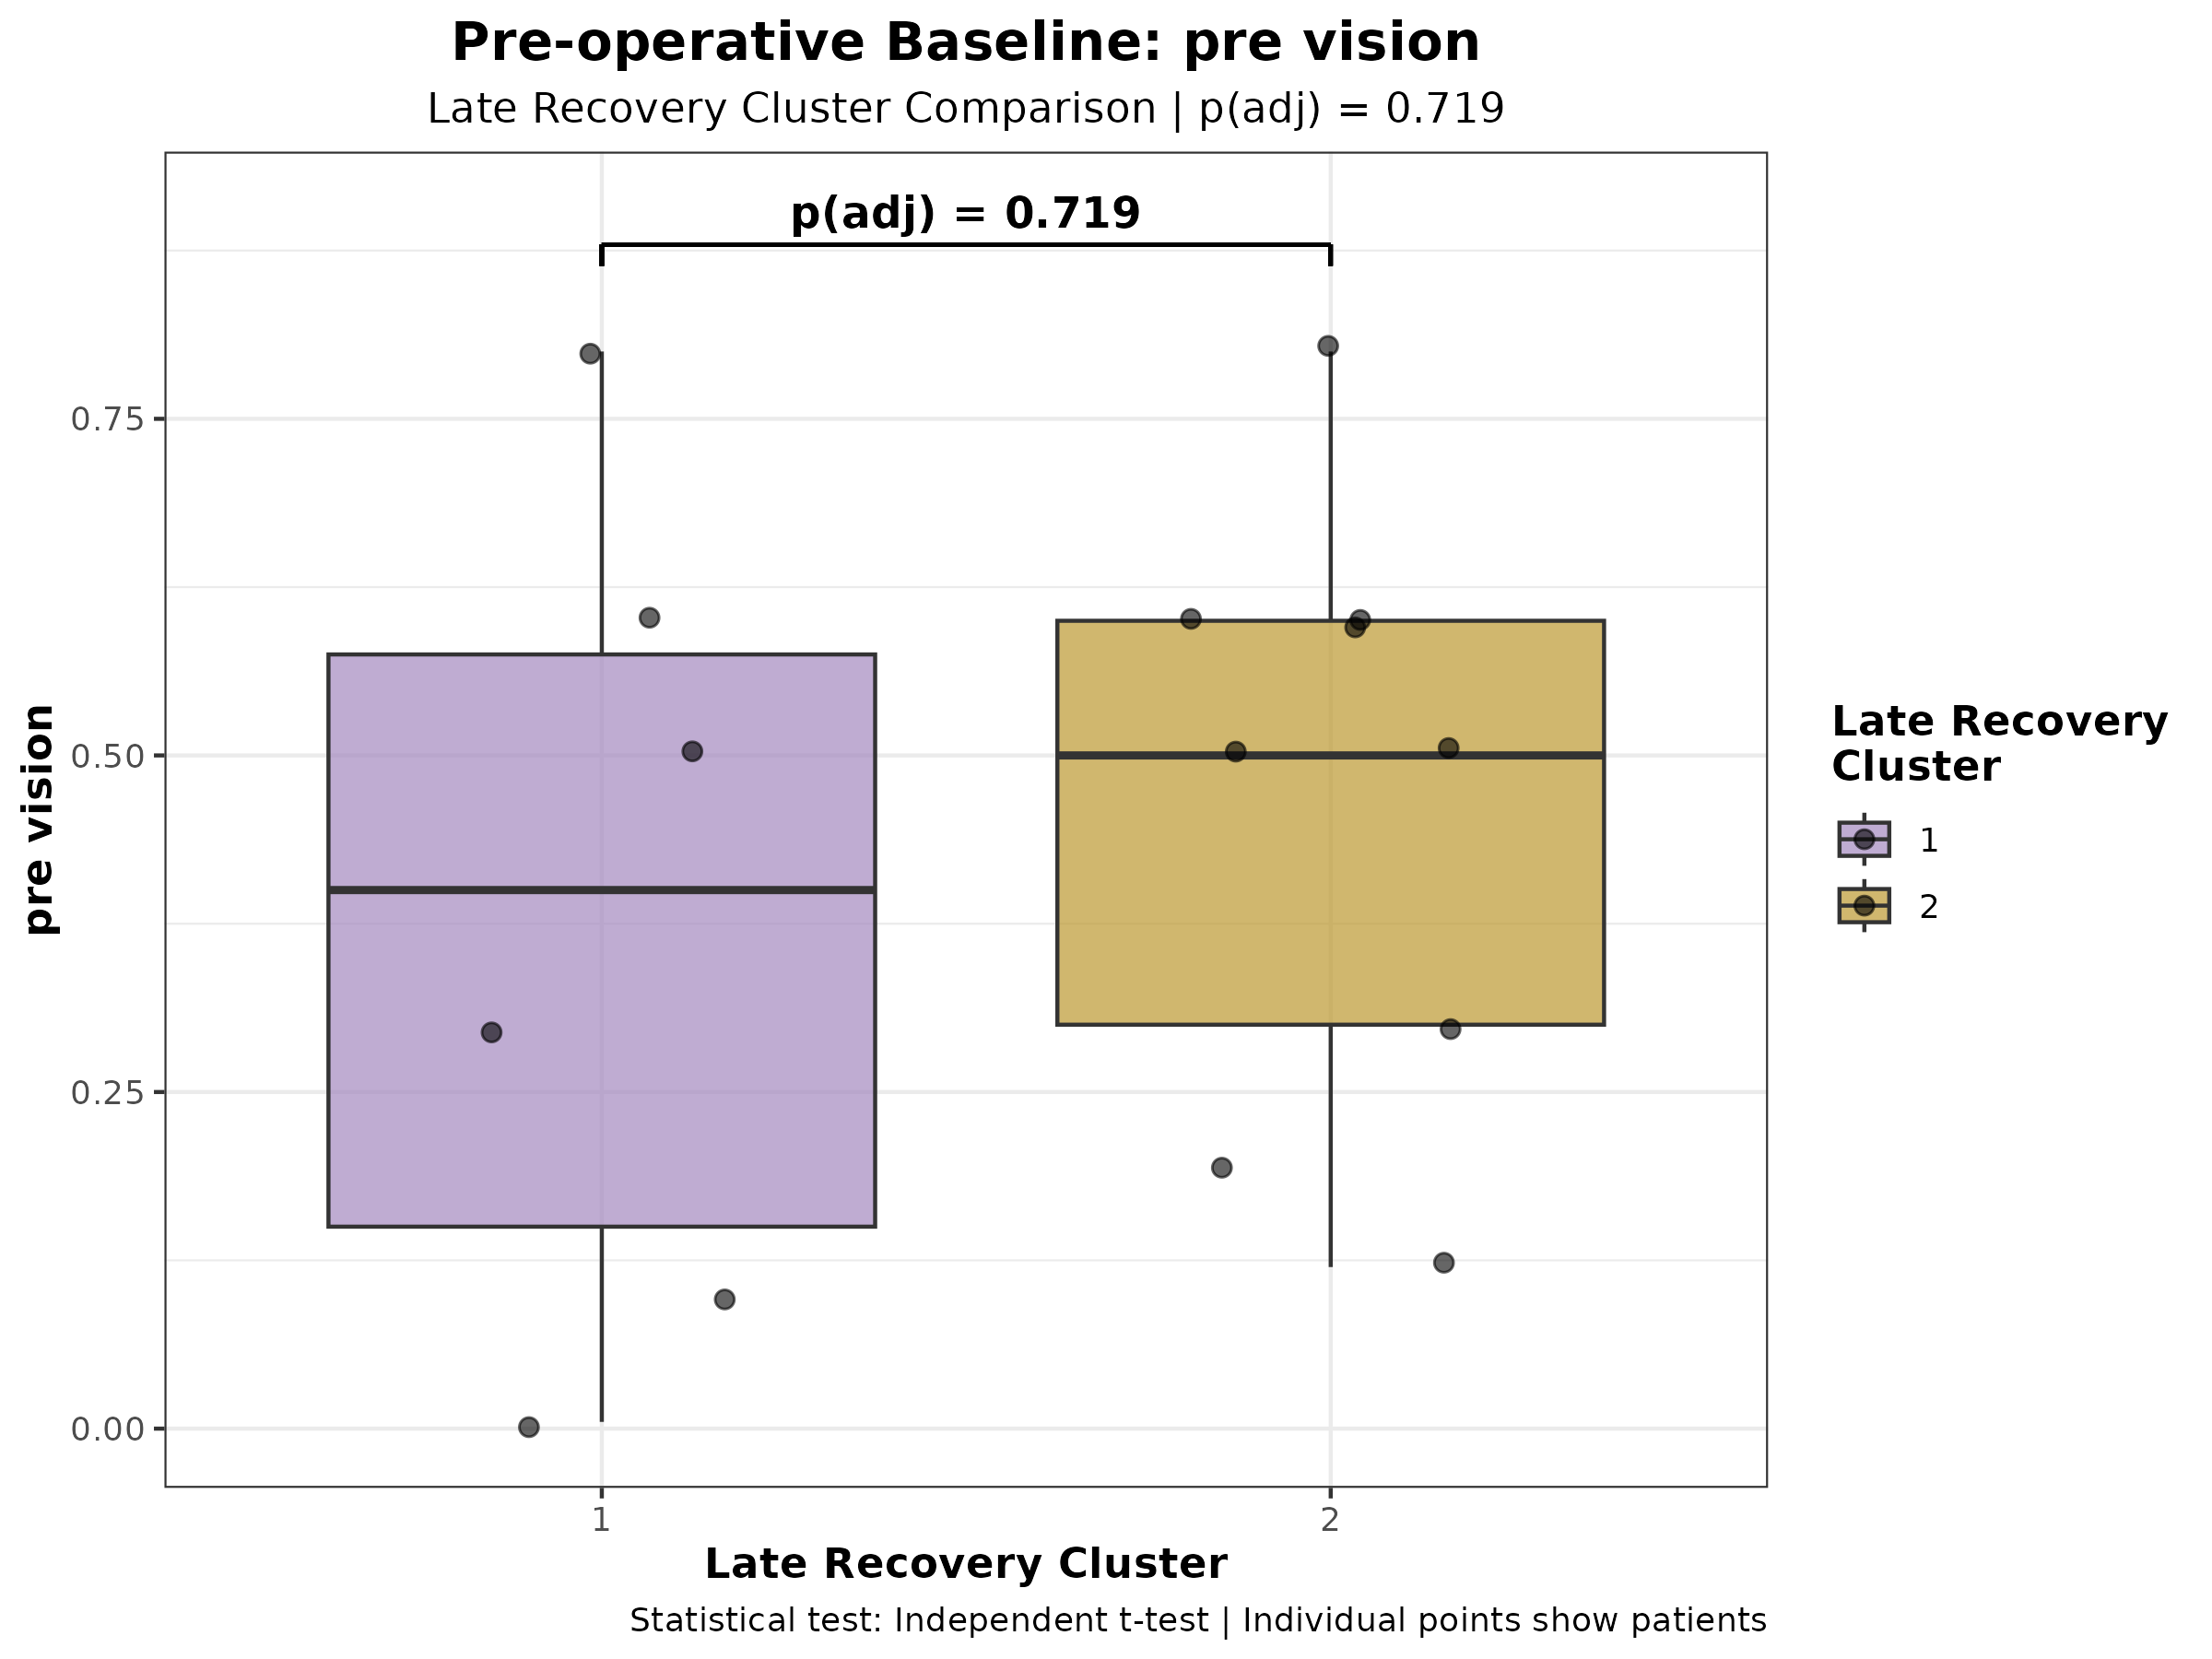 Pre-operative Baseline: pre vision
Late Recovery Cluster Comparison | p(adj) = 0.719
p(adj) = 0.719
0.75
0.50
0.25
0.00
pre vision
1
2
Late Recovery Cluster
Statistical test: Independent t-test | Individual points show patients
Late Recovery
Cluster
1
2